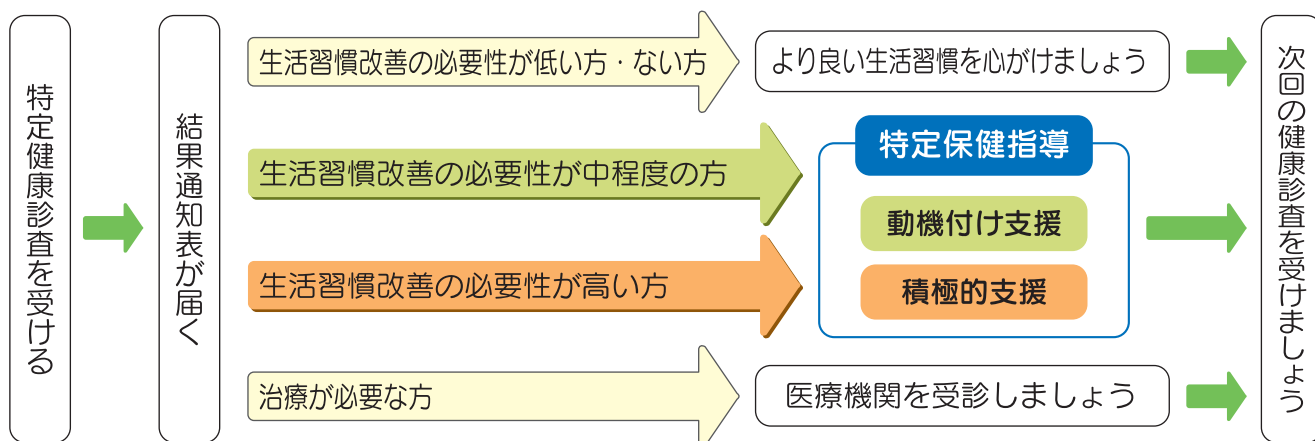 特定健康診査を受ける
結果通知表が届く
生活習慣改善の必要性が低い方・ない方
より良い生活習慣を心がけましょう
生活習慣改善の必要性が中程度の方
生活習慣改善の必要性が高い方
特定保健指導
動機付け支援
積極的支援
治療が必要な方
医療機関を受診しましょう
次回の健康診査を受けましょう